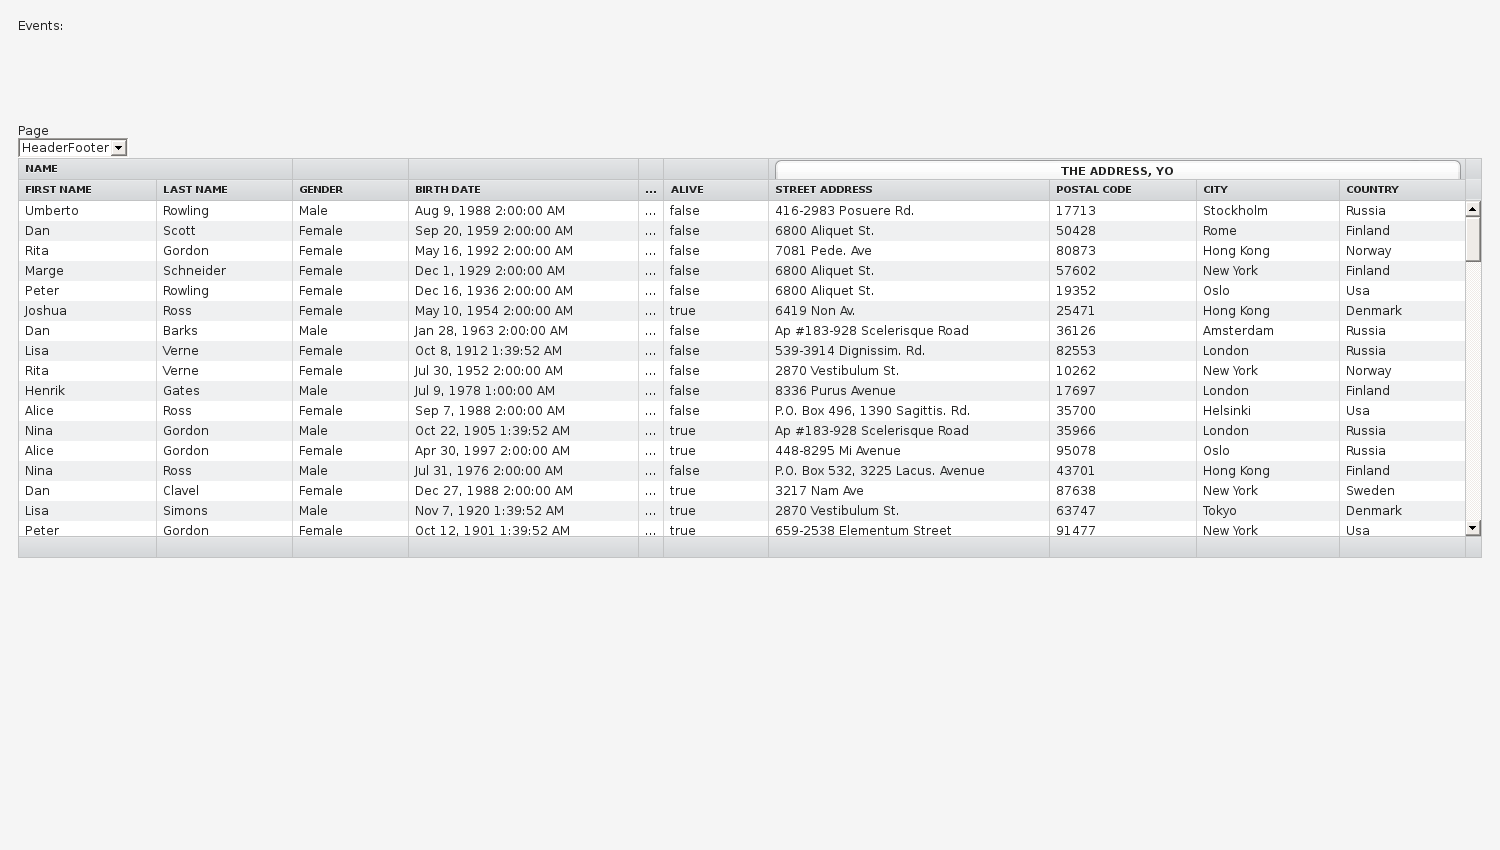 Events:
Page
HeaderFooter
NAME THE ADDRESS, YO
FIRST NAME LAST NAME GENDER BIRTH DATE ... ALIVE STREET ADDRESS POSTAL CODE CITY COUNTRY
Umberto Rowling Male Aug 9, 1988 2:00:00 AM ... false 416-2983 Posuere Rd. 17713 Stockholm Russia
Dan Scott Female Sep 20, 1959 2:00:00 AM ... false 6800 Aliquet St. 50428 Rome Finland
Rita Gordon Female May 16, 1992 2:00:00 AM ... false 7081 Pede. Ave 80873 Hong Kong Norway
Marge Schneider Female Dec 1, 1929 2:00:00 AM ... false 6800 Aliquet St. 57602 New York Finland
Peter Rowling Female Dec 16, 1936 2:00:00 AM ... false 6800 Aliquet St. 19352 Oslo Usa
Joshua Ross Female May 10, 1954 2:00:00 AM ... true 6419 Non Av. 25471 Hong Kong Denmark
Dan Barks Male Jan 28, 1963 2:00:00 AM ... false Ap #183-928 Scelerisque Road 36126 Amsterdam Russia
Lisa Verne Female Oct 8, 1912 1:39:52 AM ... false 539-3914 Dignissim. Rd. 82553 London Russia
Rita Verne Female Jul 30, 1952 2:00:00 AM ... false 2870 Vestibulum St. 10262 New York Norway
Henrik Gates Male Jul 9, 1978 1:00:00 AM ... false 8336 Purus Avenue 17697 London Finland
Alice Ross Female Sep 7, 1988 2:00:00 AM ... false P.O. Box 496, 1390 Sagittis. Rd. 35700 Helsinki Usa
Nina Gordon Male Oct 22, 1905 1:39:52 AM ... true Ap #183-928 Scelerisque Road 35966 London Russia
Alice Gordon Female Apr 30, 1997 2:00:00 AM ... true 448-8295 Mi Avenue 95078 Oslo Russia
Nina Ross Male Jul 31, 1976 2:00:00 AM ... false P.O. Box 532, 3225 Lacus. Avenue 43701 Hong Kong Finland
Dan Clavel Female Dec 27, 1988 2:00:00 AM ... true 3217 Nam Ave 87638 New York Sweden
Lisa Simons Male Nov 7, 1920 1:39:52 AM ... true 2870 Vestibulum St. 63747 Tokyo Denmark
Peter Gordon Female Oct 12, 1901 1:39:52 AM ... true 659-2538 Elementum Street 91477 New York Usa